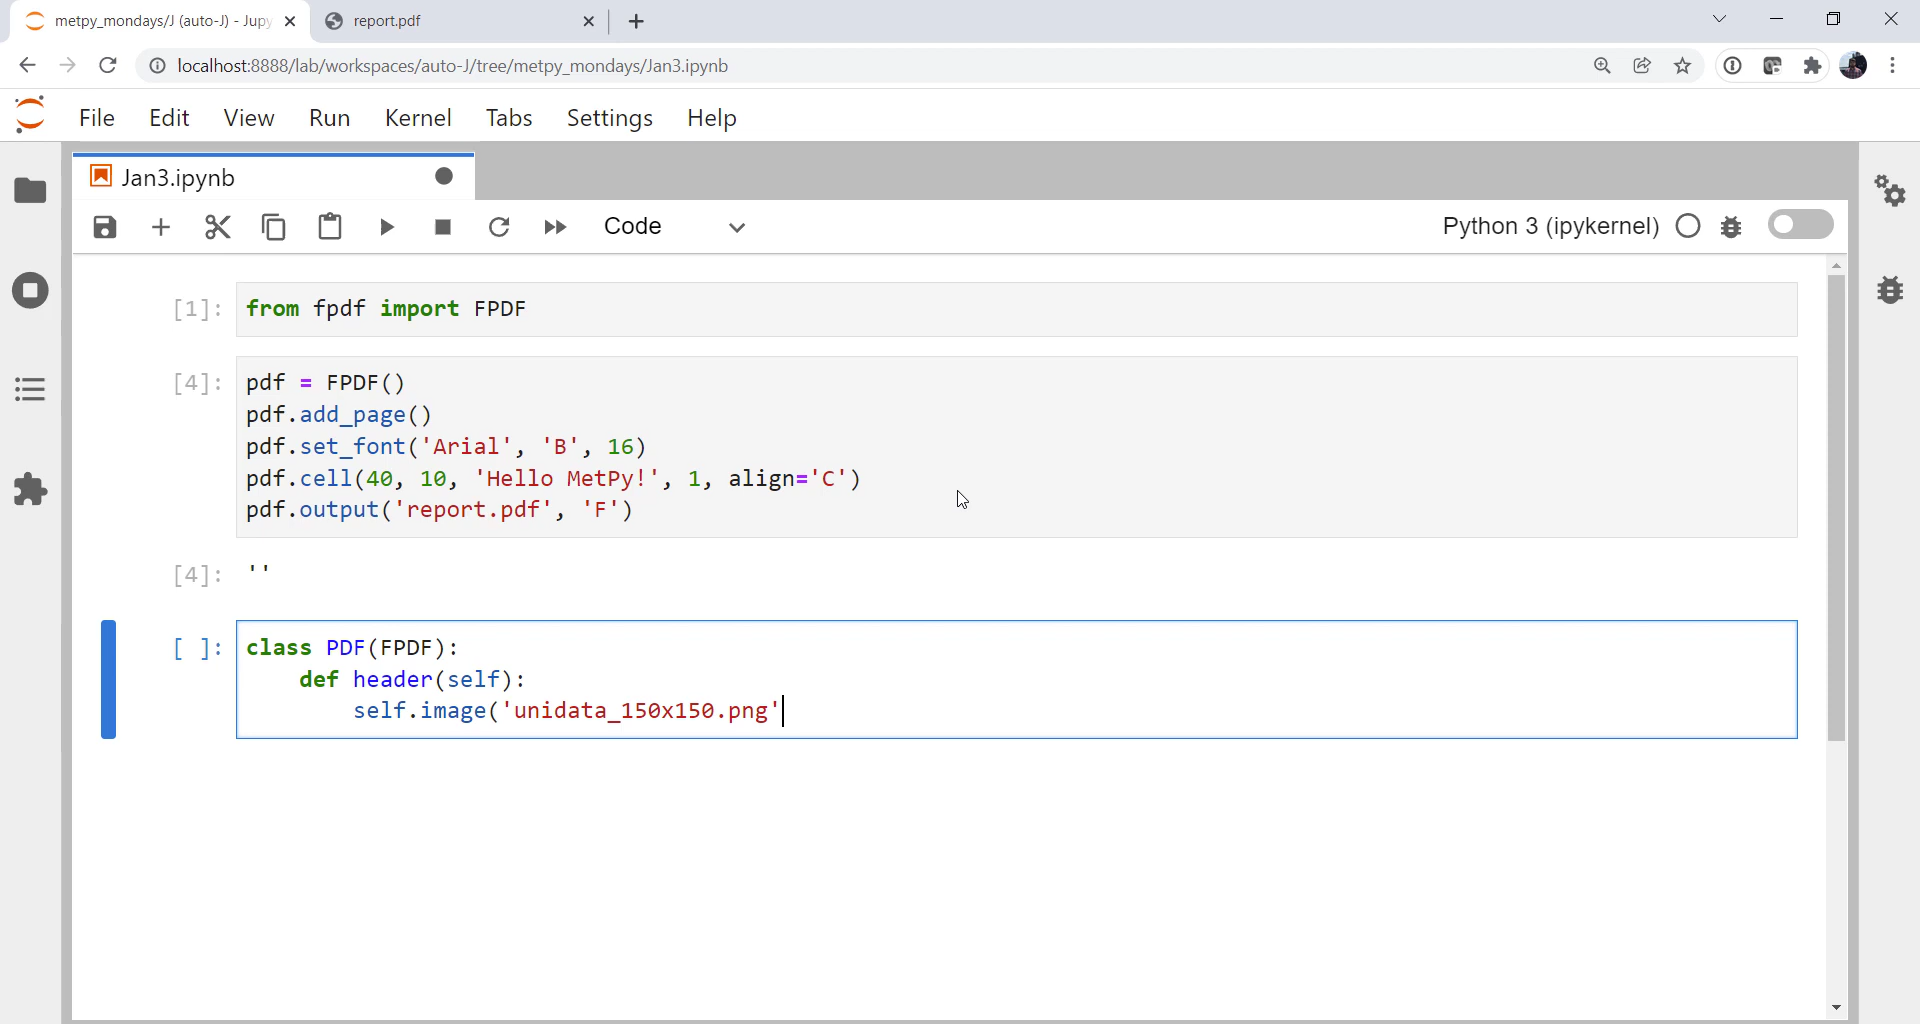 metpy_mondays/J (auto-J) - Jupy
report.pdf
localhost:8888/lab/workspaces/auto-J/tree/metpy_mondays/Jan3.ipynb
File Edit View Run Kernel Tabs Settings Help
Jan3.ipynb
Code
Python 3 (ipykernel)
[1]: from fpdf import FPDF
[4]: pdf = FPDF()
pdf.add_page()
pdf.set_font('Arial', 'B', 16)
pdf.cell(40, 10, 'Hello MetPy!', 1, align='C')
pdf.output('report.pdf', 'F')
[4]: ''
[ ]: class PDF(FPDF):
def header(self):
self.image('unidata_150x150.png'